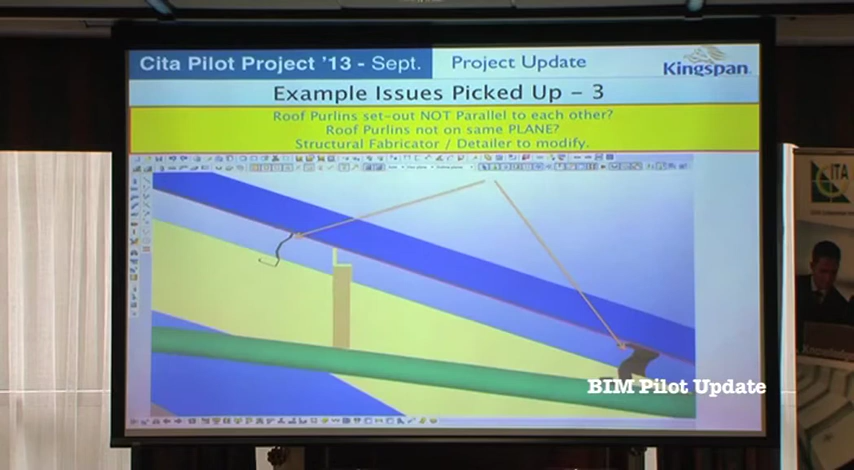 Cita Pilot Project '13 - Sept.
Project Update
Kingspan.
Example Issues Picked Up - 3
Roof Purlins set-out NOT Parallel to each other?
Roof Purlins not on same PLANE?
Structural Fabricator / Detailer to modify.
CITA
BIM Pilot Update